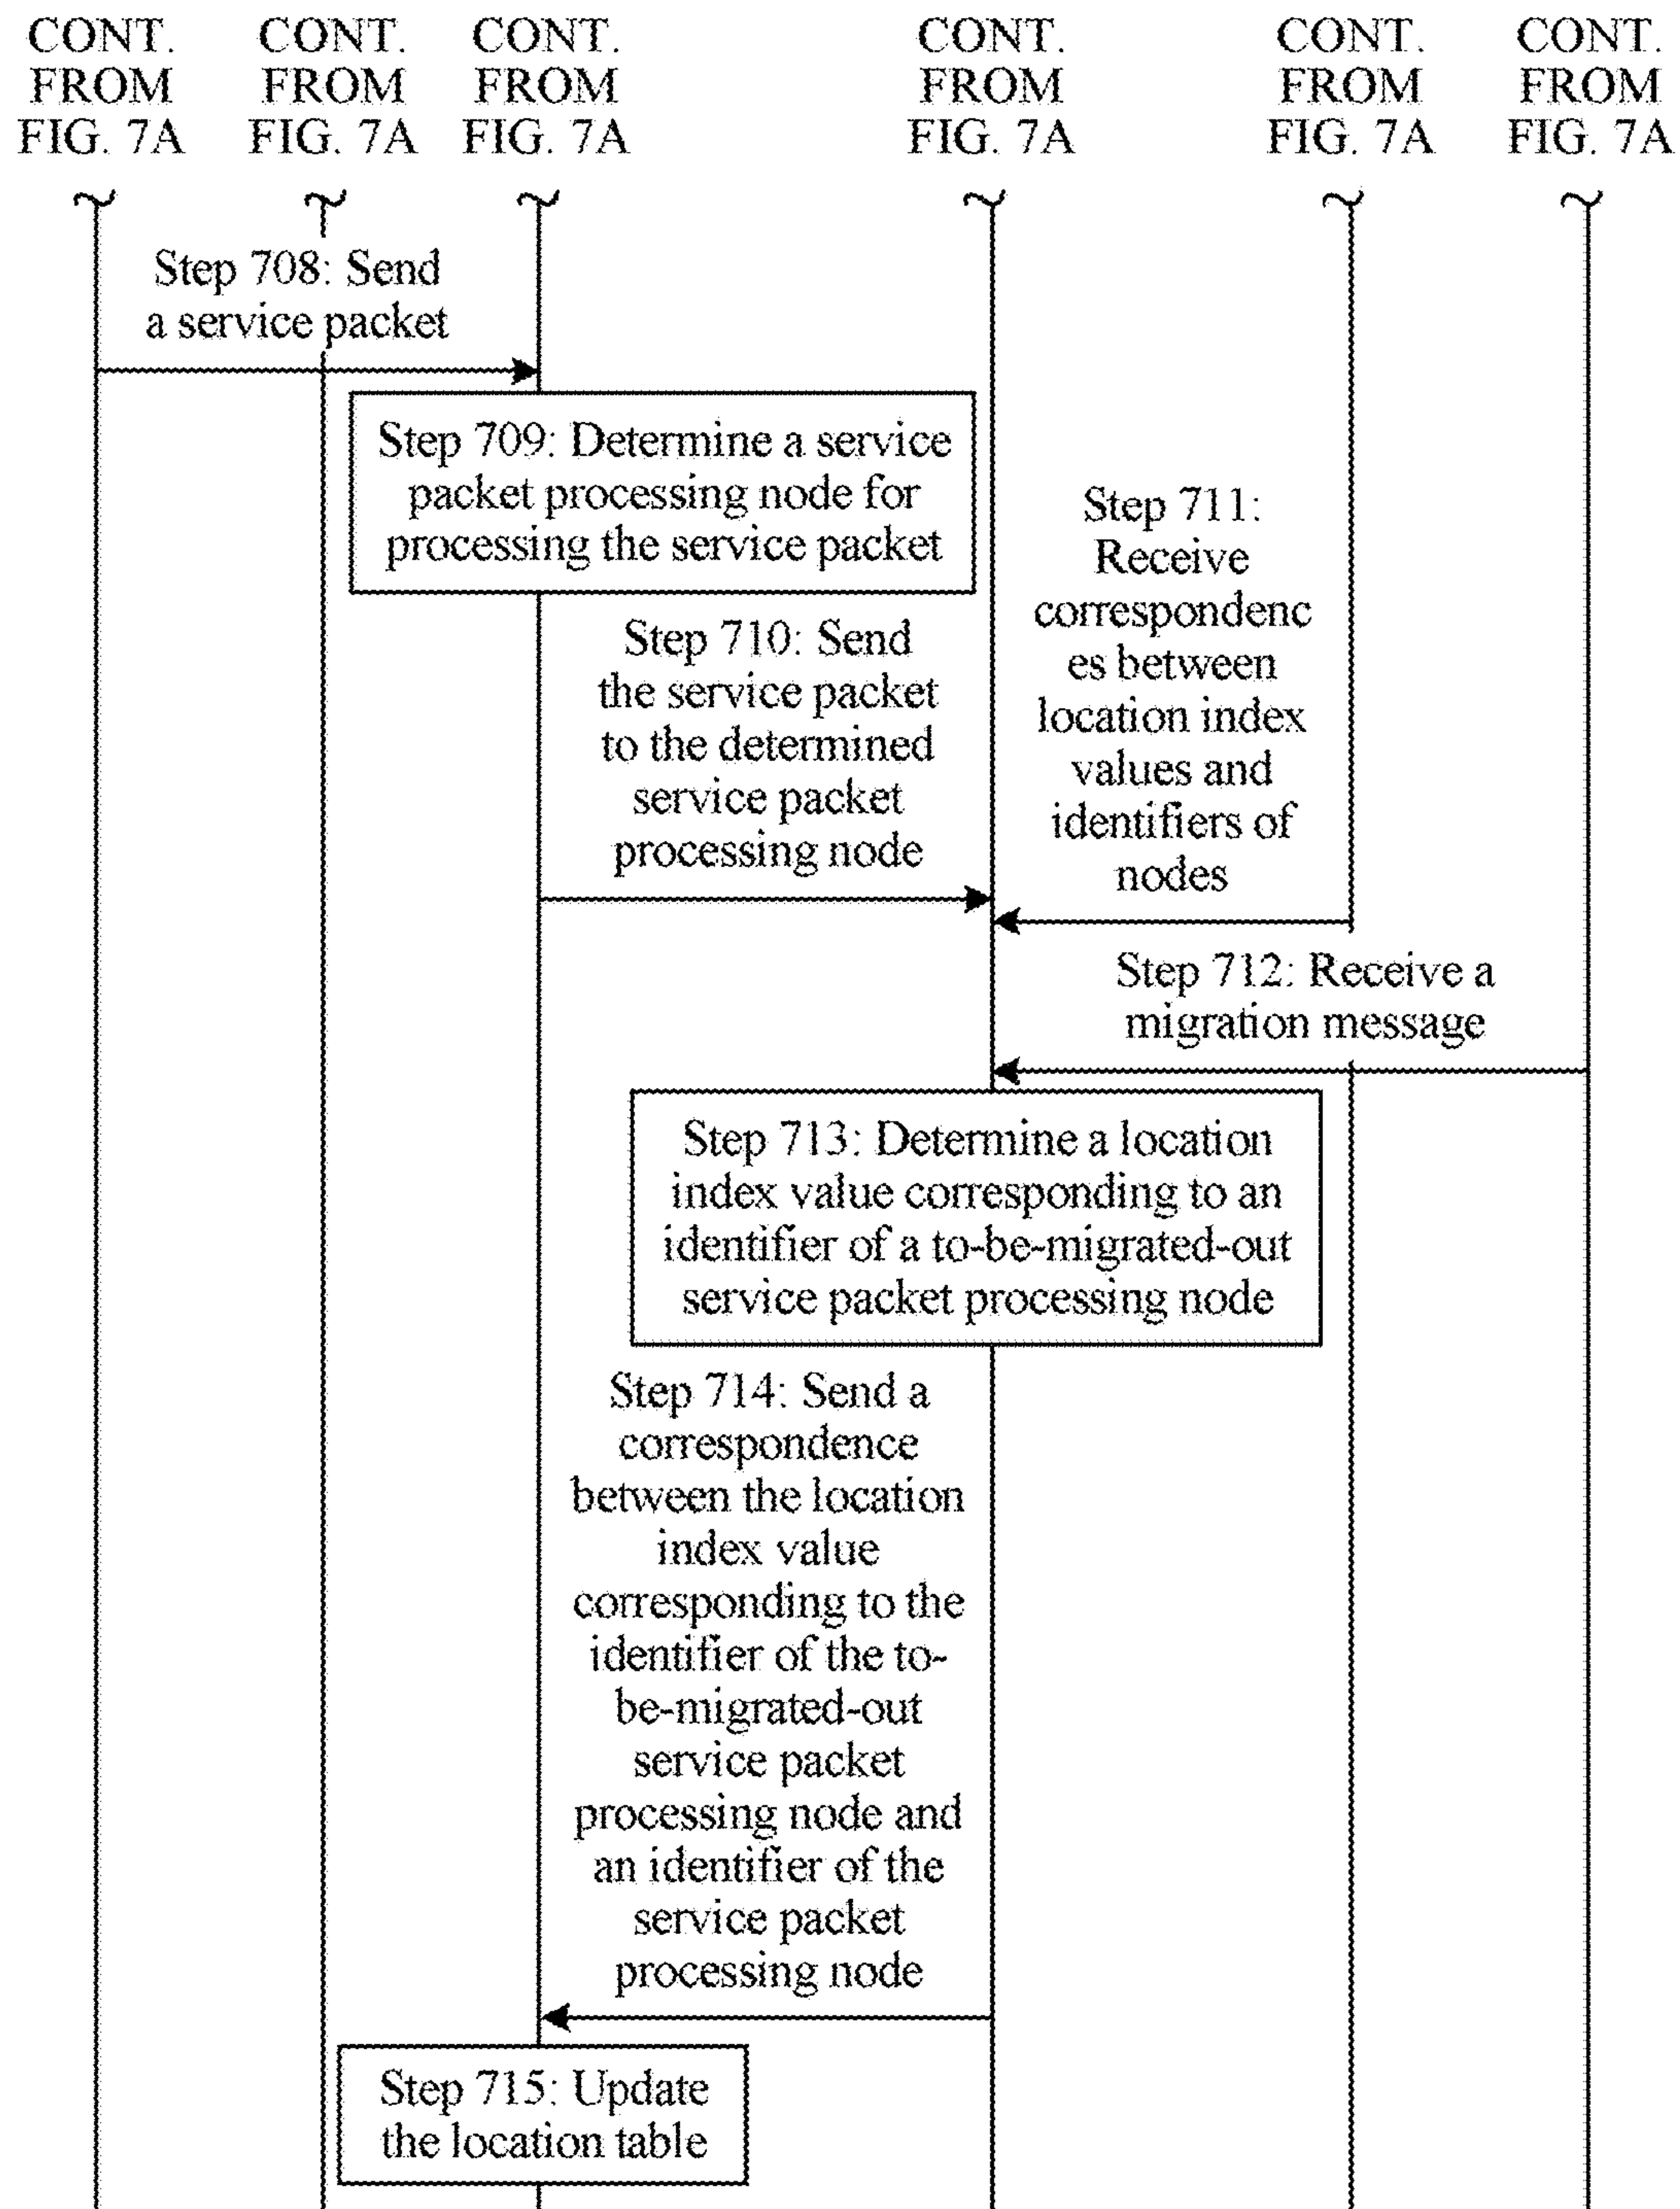 CONT.
FROM
FIG. 7A
CONT.
FROM
FIG. 7A
CONT.
FROM
FIG. 7A
CONT.
FROM
FIG. 7A
CONT.
FROM
FIG. 7A
CONT.
FROM
FIG. 7A
Step 708: Send
a service packet
Step 709: Determine a service
packet processing node for
processing the service packet
Step 710: Send
the service packet
to the determined
service packet
processing node
Step 711:
Receive
correspondenc
es between
location index
values and
identifiers of
nodes
Step 712: Receive a
migration message
Step 713: Determine a location
index value corresponding to an
identifier of a to-be-migrated-out
service packet processing node
Step 714: Send a
correspondence
between the location
index value
corresponding to the
identifier of the to-
be-migrated-out
service packet
processing node and
an identifier of the
service packet
processing node
Step 715: Update
the location table